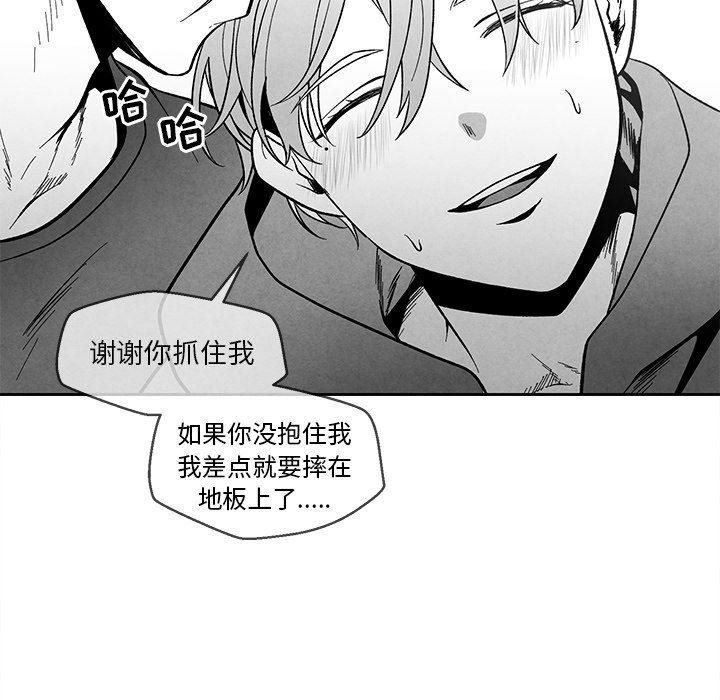 哈
哈
谢谢你抓住我
如果你没抱住我
我差点就要摔在
地板上了.....